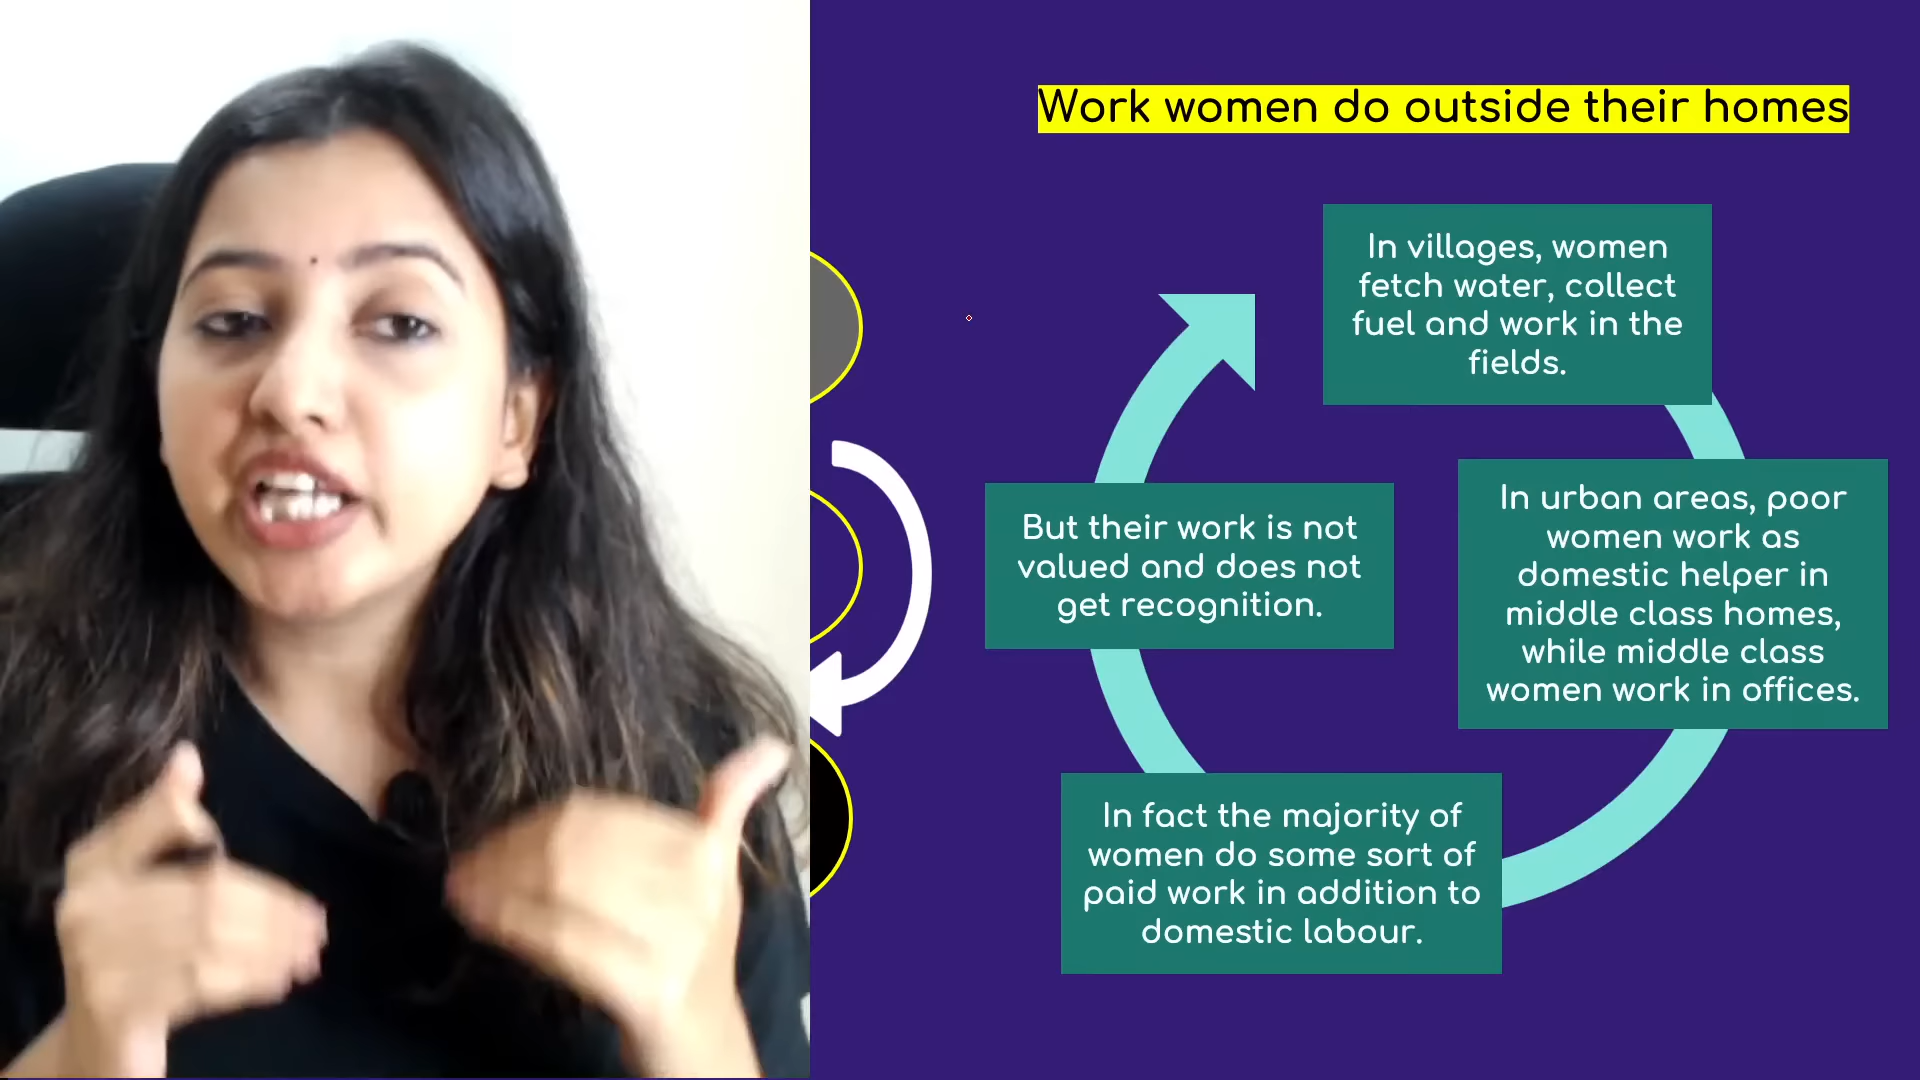 Work women do outside their homes
In villages, women
fetch water, collect
fuel and work in the
fields.
In urban areas, poor
women work as
domestic helper in
middle class homes,
while middle class
women work in offices.
In fact the majority of
women do some sort of
paid work in addition to
domestic labour.
But their work is not
valued and does not
get recognition.